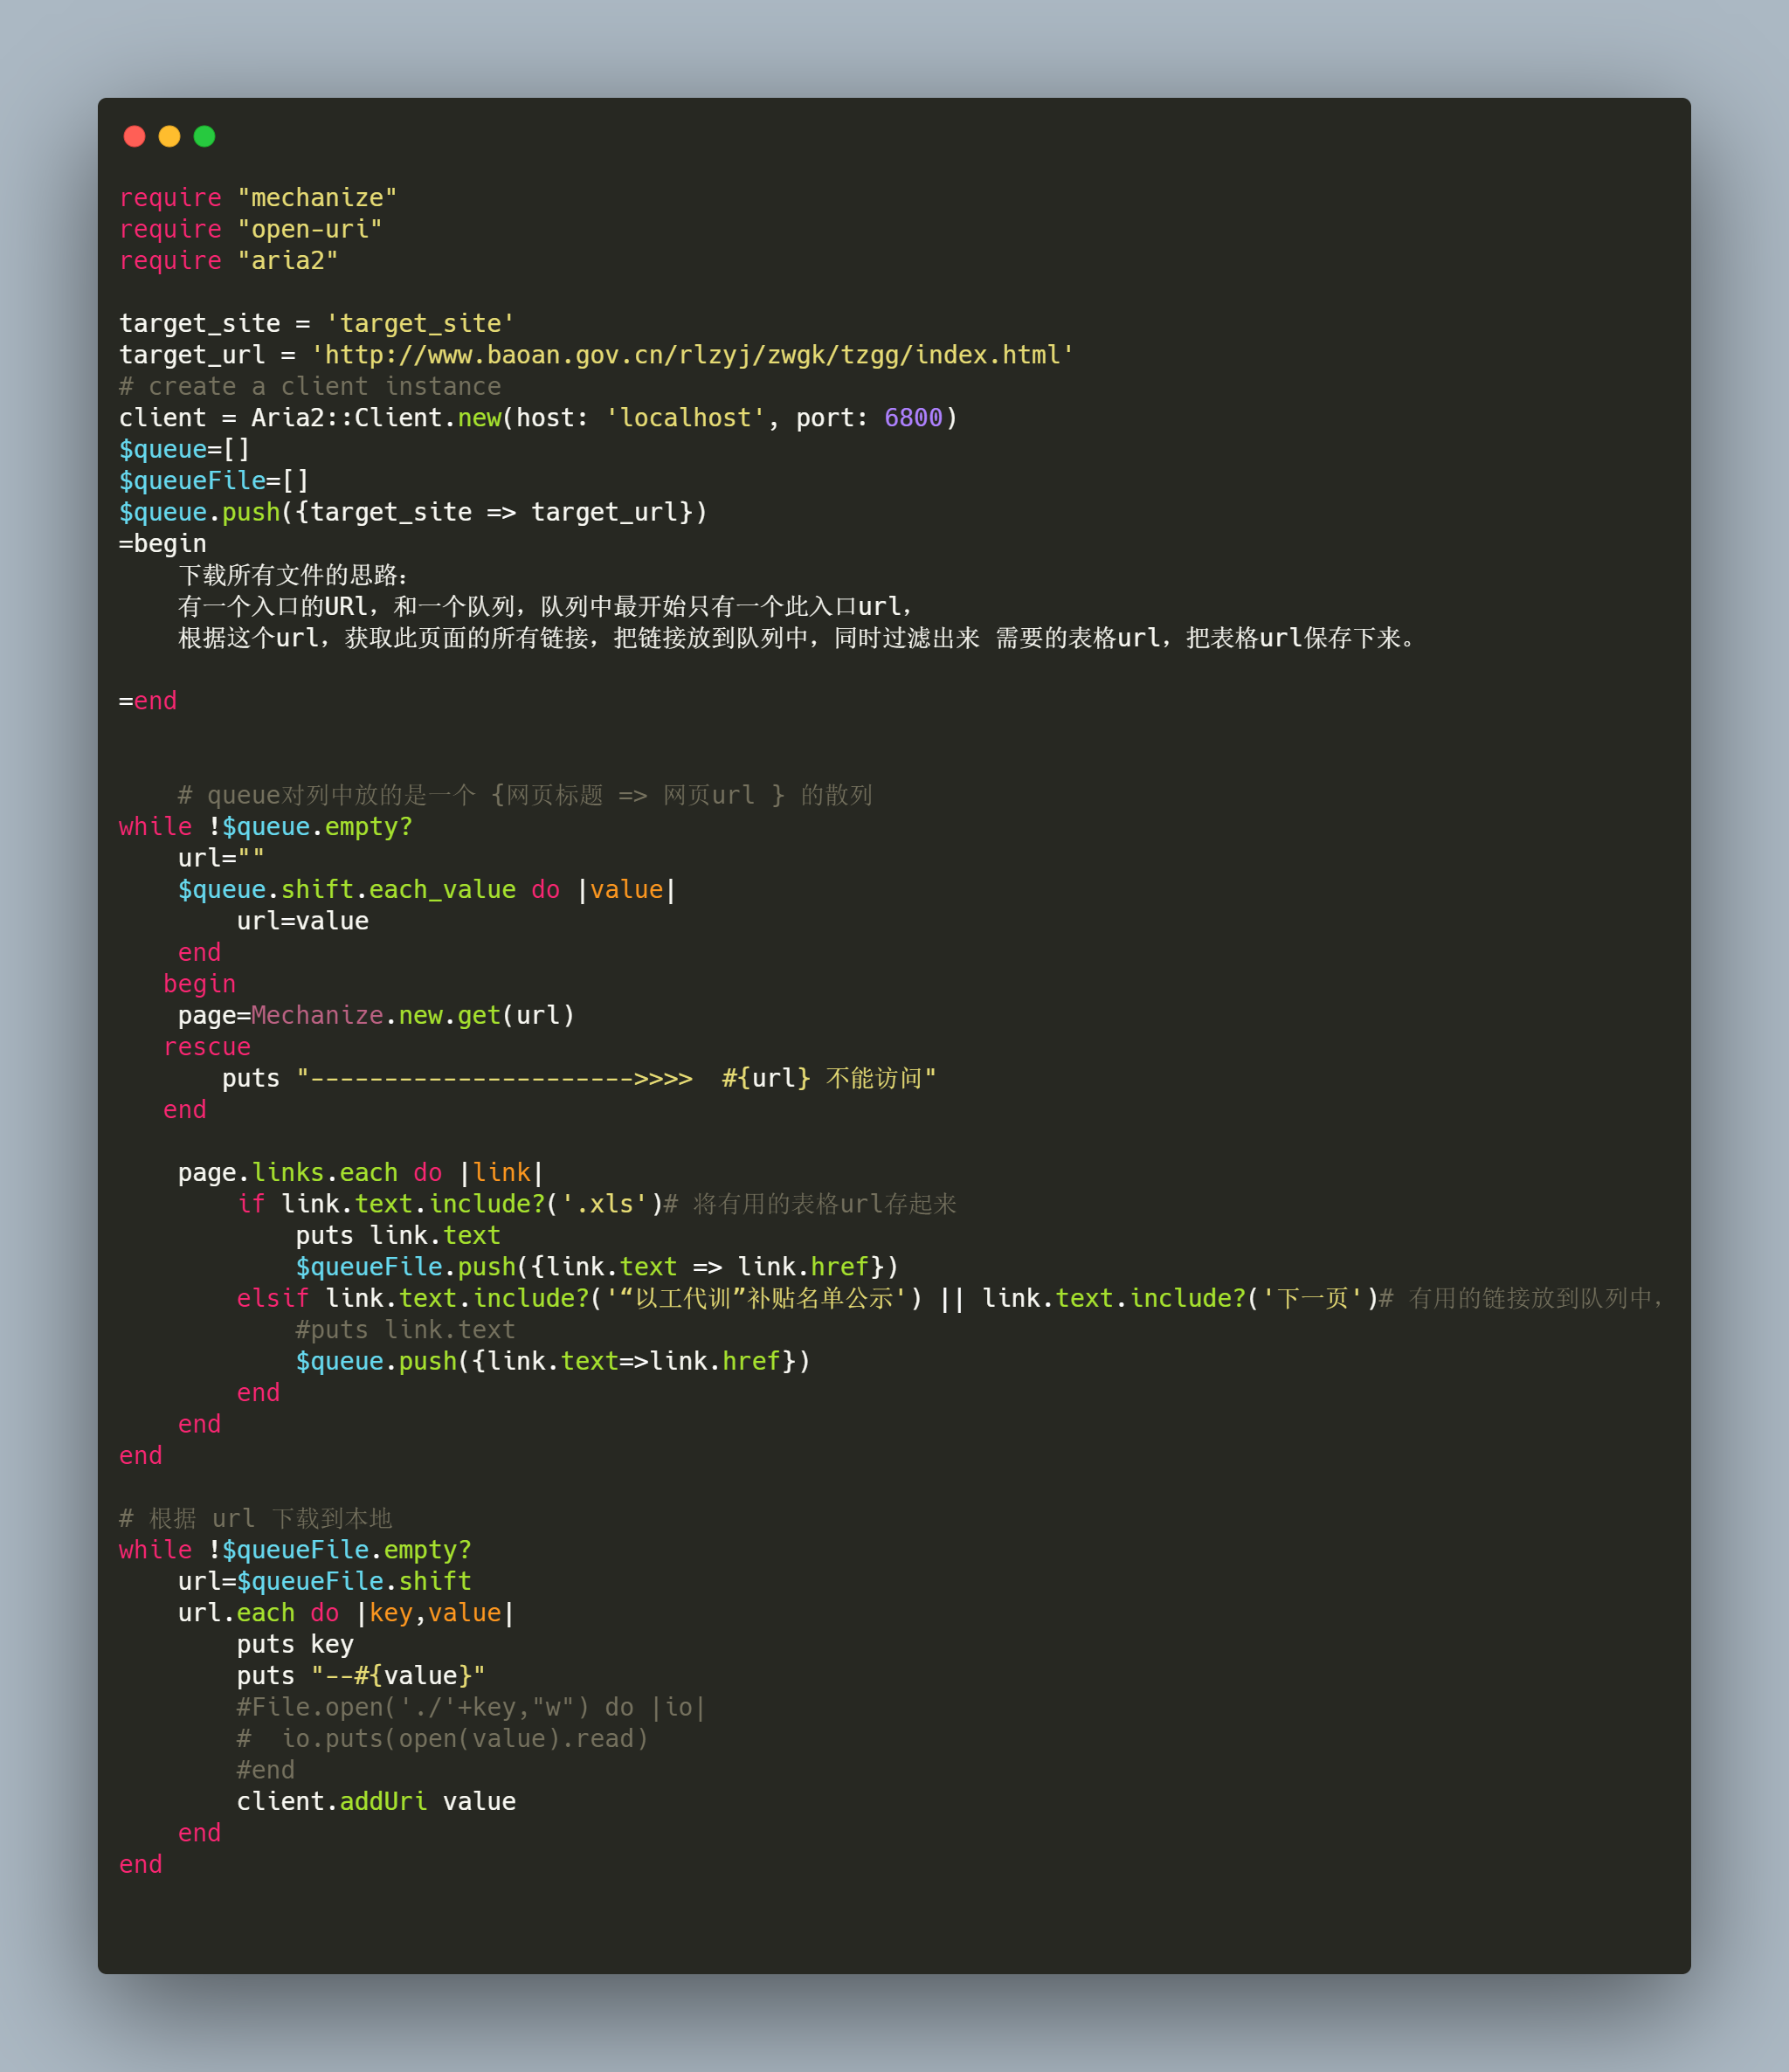 require "mechanize"
require "open-uri"
require "aria2"

target_site = 'target_site'
target_url = 'http://www.baoan.gov.cn/rlzyj/zwgk/tzgg/index.html'
# create a client instance
client = Aria2::Client.new(host: 'localhost', port: 6800)
$queue=[]
$queueFile=[]
$queue.push({target_site => target_url})
=begin
    下载所有文件的思路：
    有一个入口的URl，和一个队列，队列中最开始只有一个此入口url，
    根据这个url，获取此页面的所有链接，把链接放到队列中，同时过滤出来 需要的表格url，把表格url保存下来。

=end


    # queue对列中放的是一个 {网页标题 => 网页url } 的散列
while !$queue.empty?
    url=""
    $queue.shift.each_value do |value|
        url=value
    end
   begin
    page=Mechanize.new.get(url)
   rescue
       puts "---------------------->>>>  #{url} 不能访问"
   end

    page.links.each do |link|
        if link.text.include?('.xls')# 将有用的表格url存起来
            puts link.text
            $queueFile.push({link.text => link.href})
        elsif link.text.include?('“以工代训”补贴名单公示') || link.text.include?('下一页')# 有用的链接放到队列中，
            #puts link.text
            $queue.push({link.text=>link.href})
        end
    end
end

# 根据 url 下载到本地
while !$queueFile.empty?
    url=$queueFile.shift
    url.each do |key,value|
        puts key
        puts "--#{value}"
        #File.open('./'+key,"w") do |io|
        #  io.puts(open(value).read)
        #end
        client.addUri value
    end
end